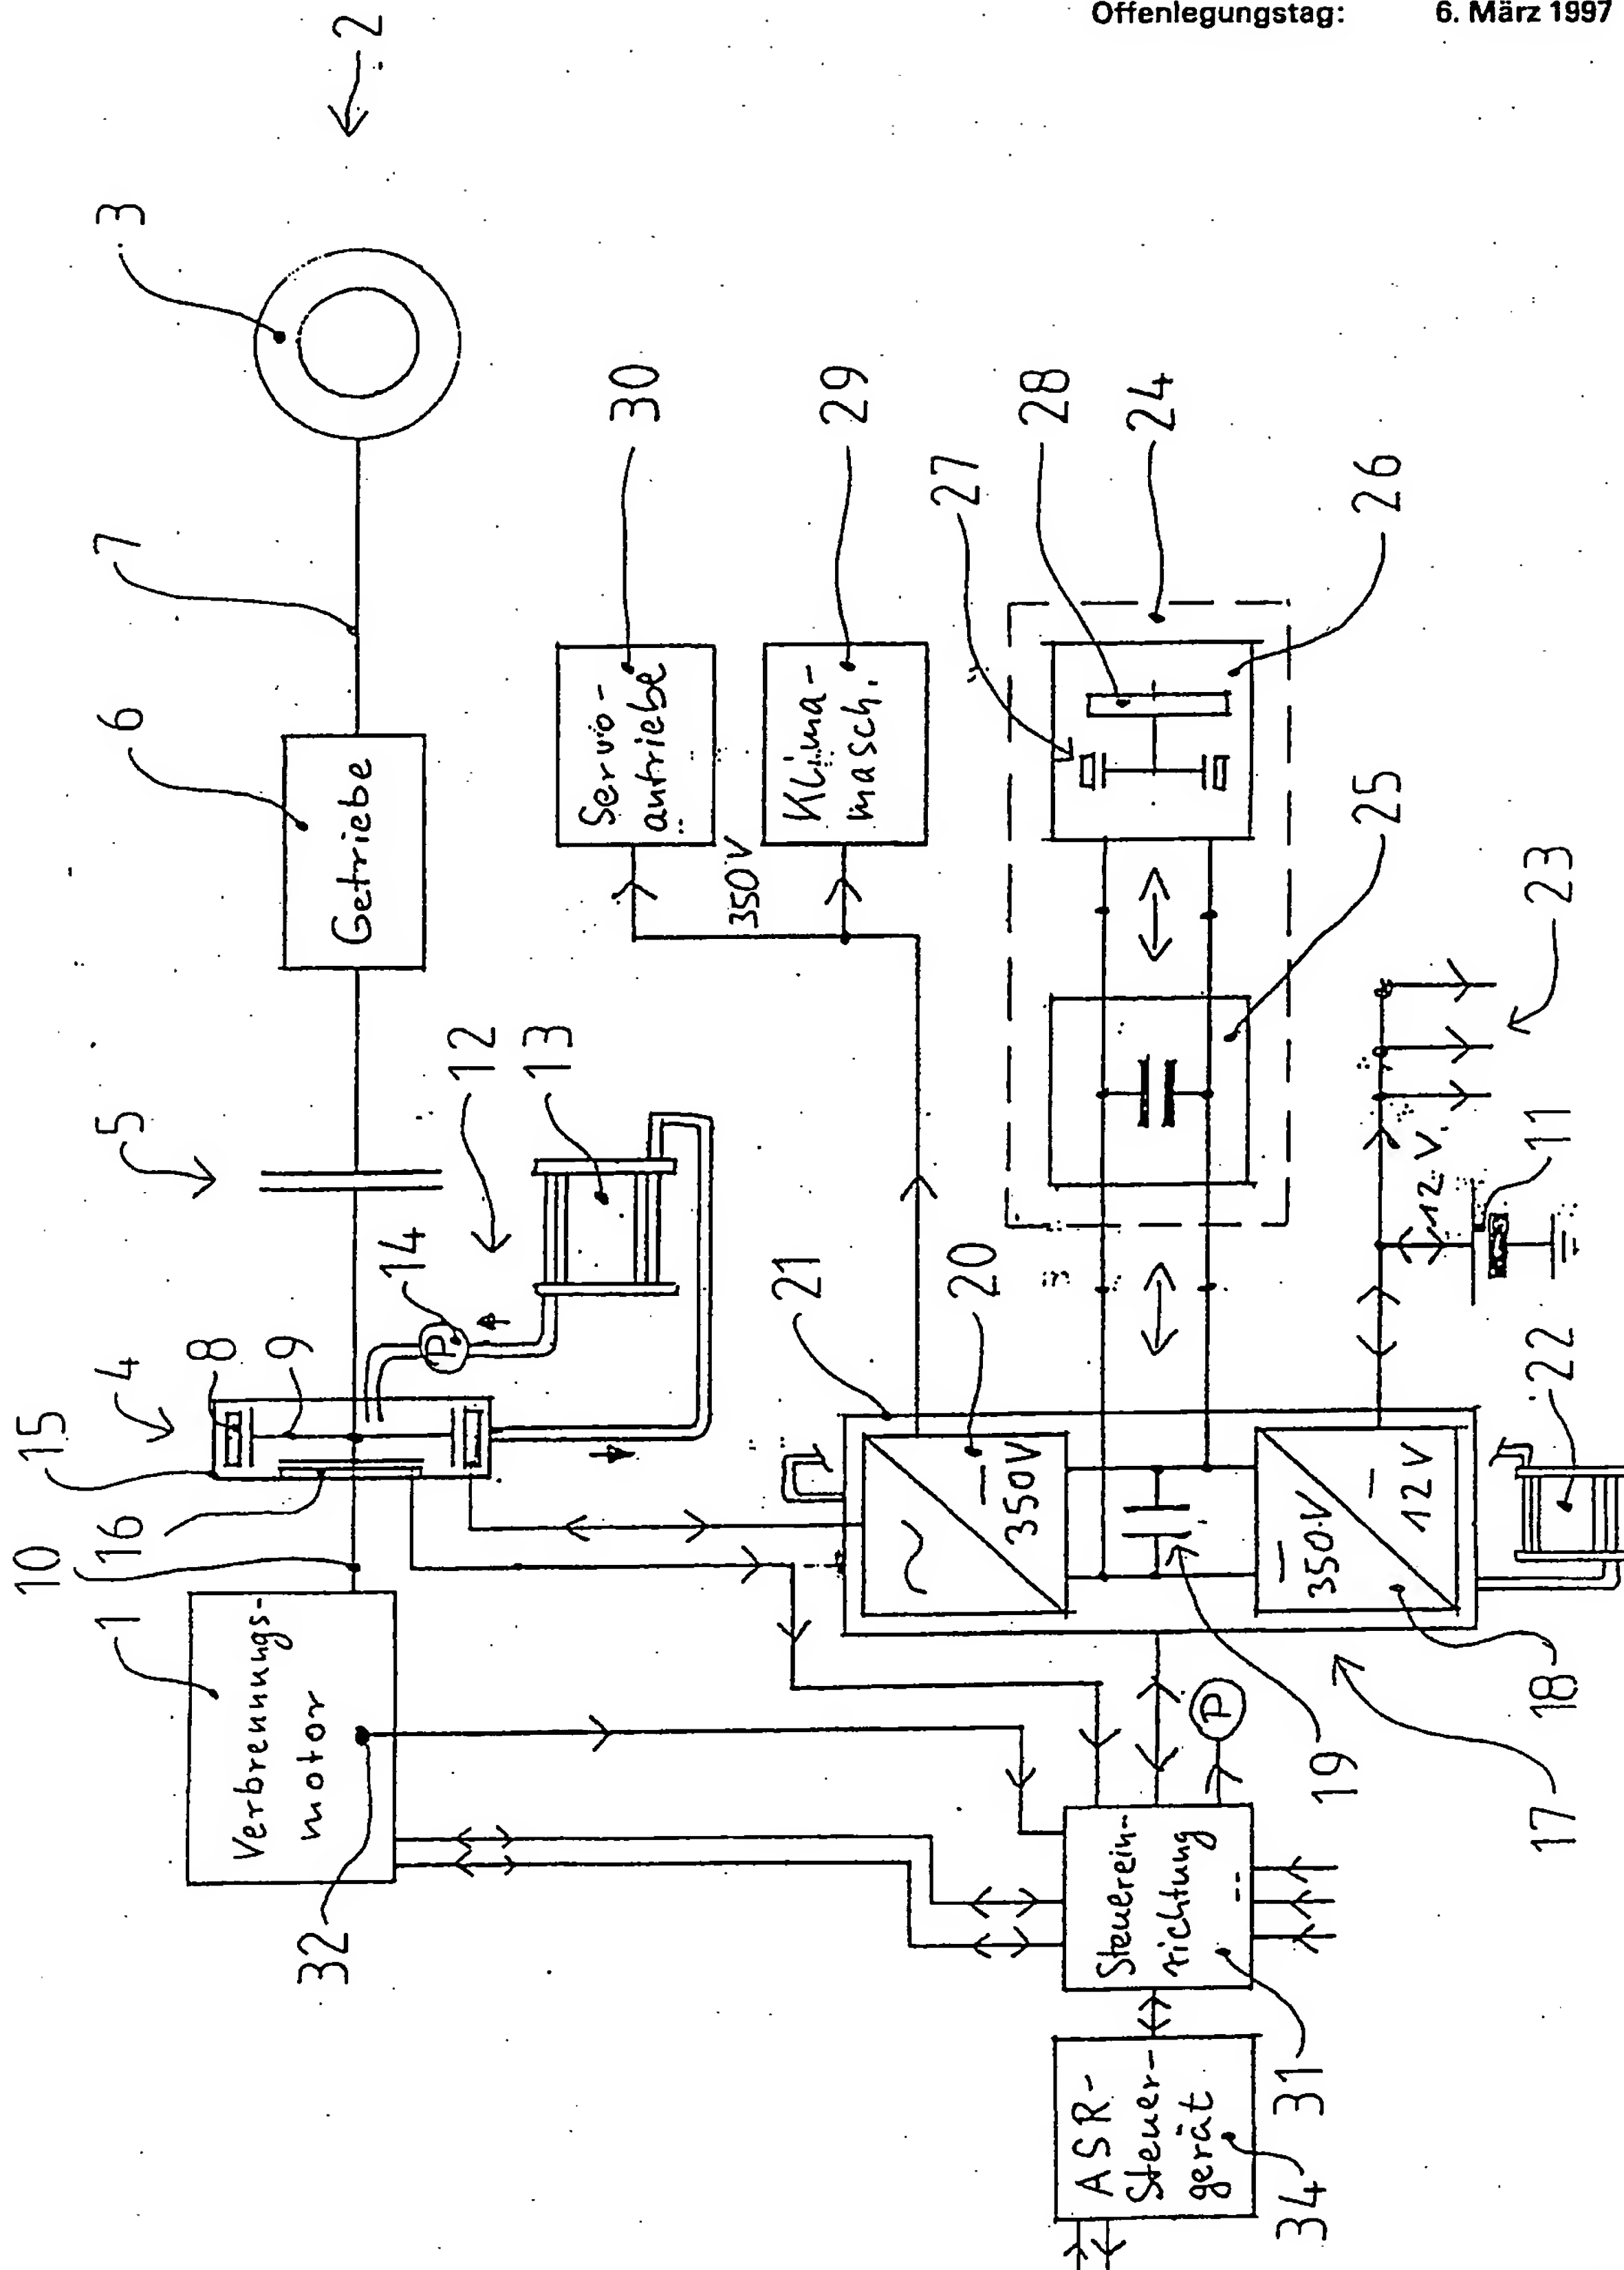 Offenlegungstag: 6. März 1997
2
3
7
6
Getriebe
5
12
13
14
4
8
9
15
16
10
1
Verbrennungs-
motor
32
30
Servo-
antriebe
29
Klima-
masch.
350V
28
27
24
26
25
23
12 V
11
21
20
350V
350V
12V
22
19
18
17
P
P
Steuerein-
richtung
31
ASR-
Steuer-
gerät
34